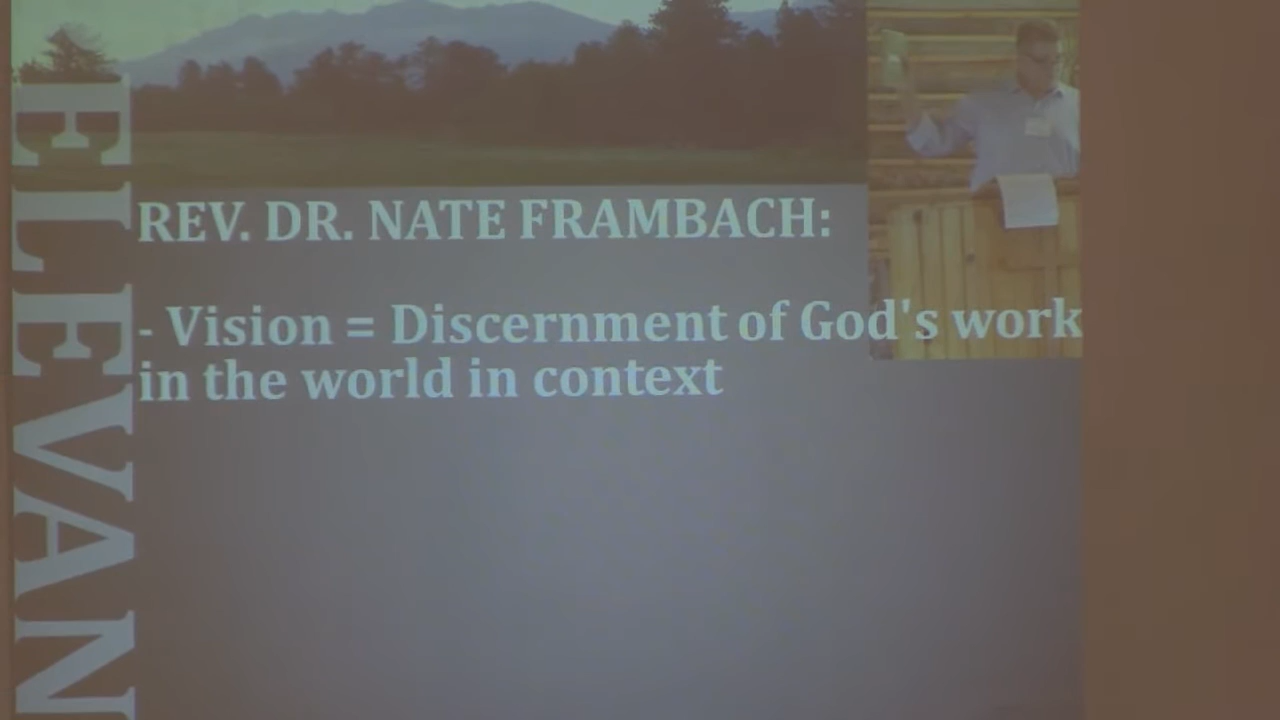 ELEVAN
REV. DR. NATE FRAMBACH:
- Vision = Discernment of God's work
in the world in context